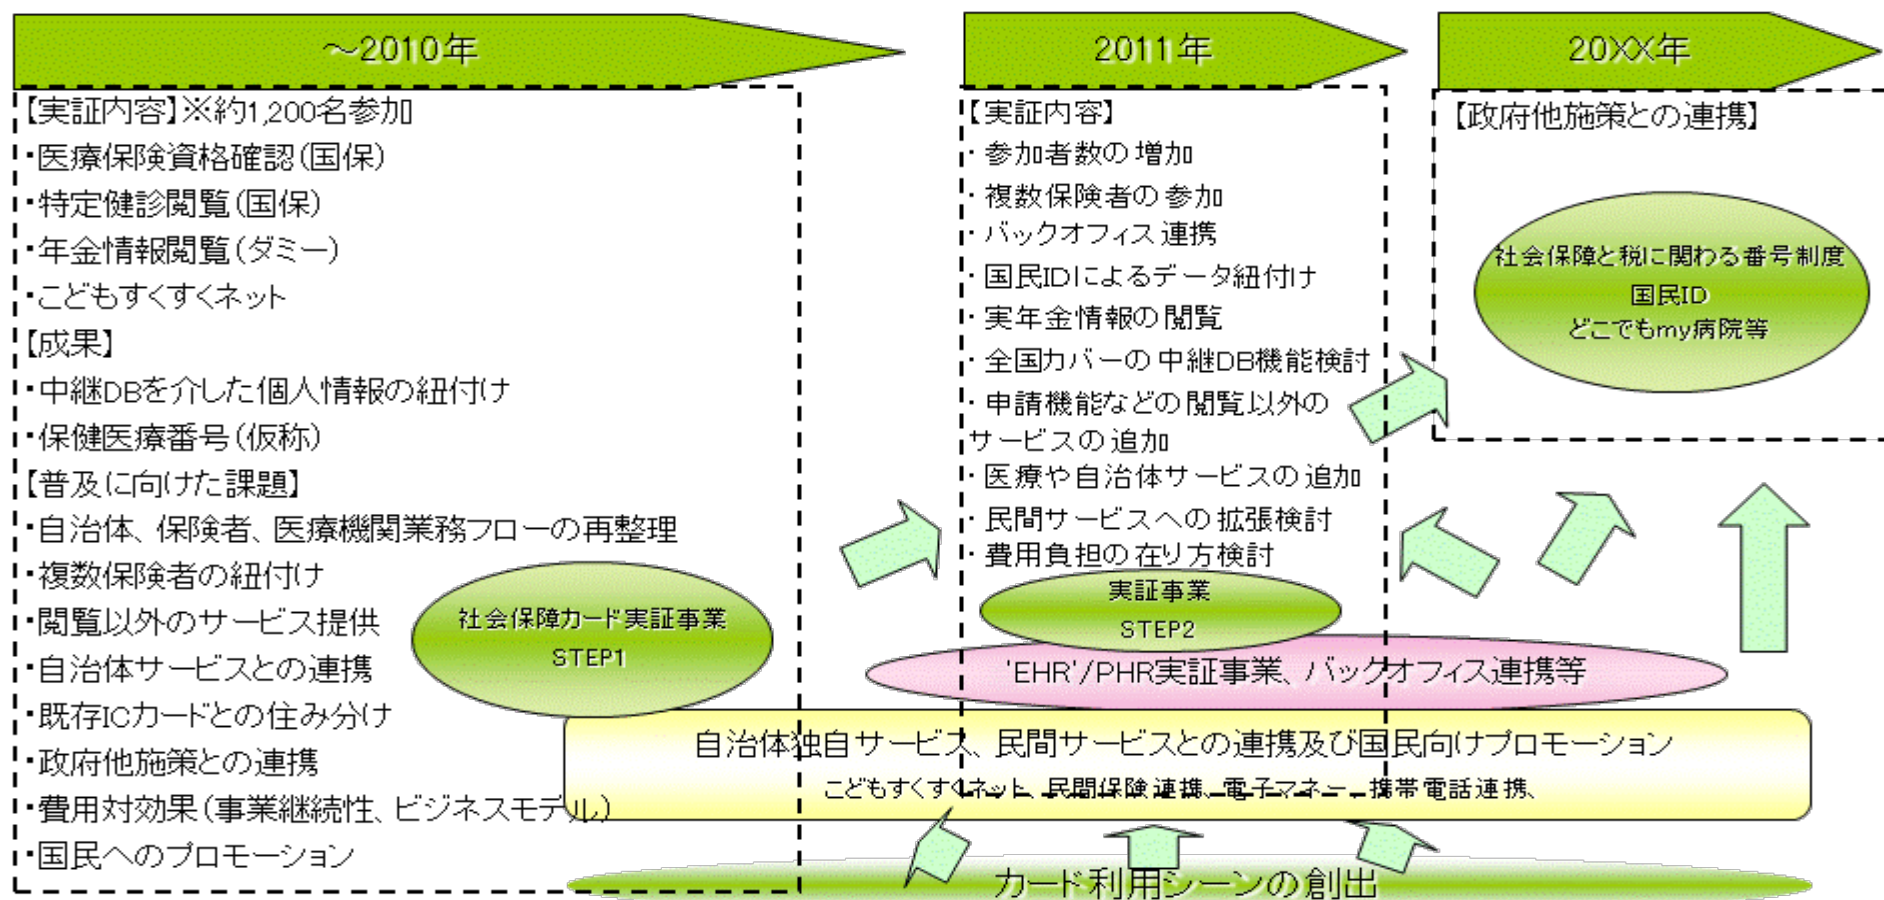 ～2010年
【実証内容】※約1,200名参加
・医療保険資格確認（国保）
・特定健診閲覧（国保）
・年金情報閲覧（ダミー）
・こどもすくすくネット
【成果】
・中継DBを介した個人情報の紐付け
・保健医療番号（仮称）
【普及に向けた課題】
・自治体、保険者、医療機関業務フローの再整理
・複数保険者の紐付け
・閲覧以外のサービス提供
・自治体サービスとの連携
・既存ICカードとの住み分け
・政府他施策との連携
・費用対効果（事業継続性、ビジネスモデル）
・国民へのプロモーション
社会保障カード実証事業
STEP1
2011年
【実証内容】
・参加者数の増加
・複数保険者の参加
・バックオフィス連携
・国民IDによるデータ紐付け
・実年金情報の閲覧
・全国カバーの中継DB機能検討
・申請機能などの閲覧以外の
サービスの追加
・医療や自治体サービスの追加
・民間サービスへの拡張検討
・費用負担の在り方検討
実証事業
STEP2
'EHR'/PHR実証事業、バックオフィス連携等
20XX年
【政府他施策との連携】
社会保障と税に関わる番号制度
国民ID
どこでもmy病院等
自治体独自サービス、民間サービスとの連携及び国民向けプロモーション
こどもすくすくネット、民間保険連携、電子マネー、携帯電話連携、
カード利用シーンの創出